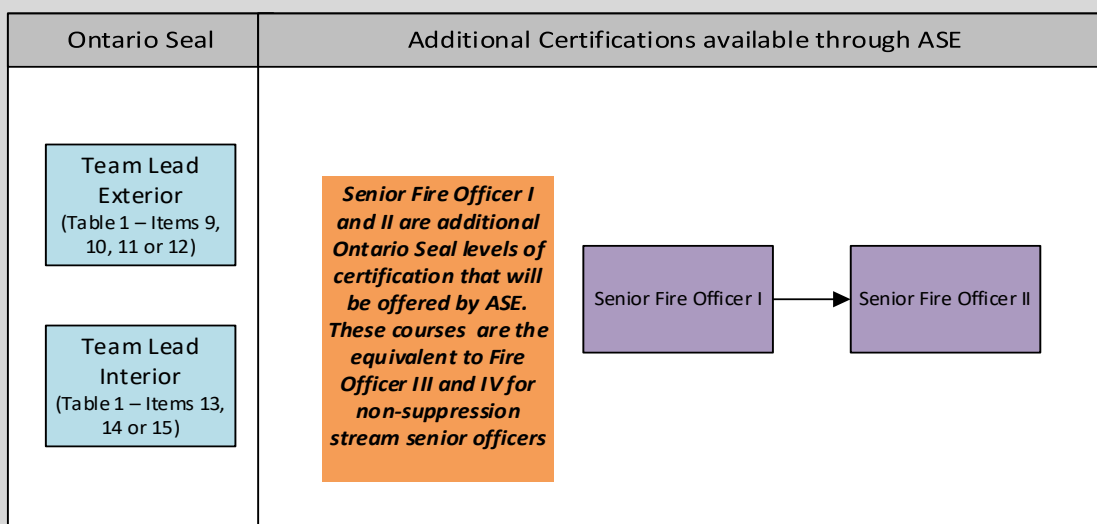 Ontario Seal
Additional Certifications available through ASE
Team Lead
Exterior
(Table 1 – Items 9,
10, 11 or 12)
Team Lead
Interior
(Table 1 – Items 13,
14 or 15)
Senior Fire Officer I
and II are additional
Ontario Seal levels of
certification that will
be offered by ASE.
These courses  are the
equivalent to Fire
Officer III and IV for
non-suppression
stream senior officers
Senior Fire Officer I
Senior Fire Officer II